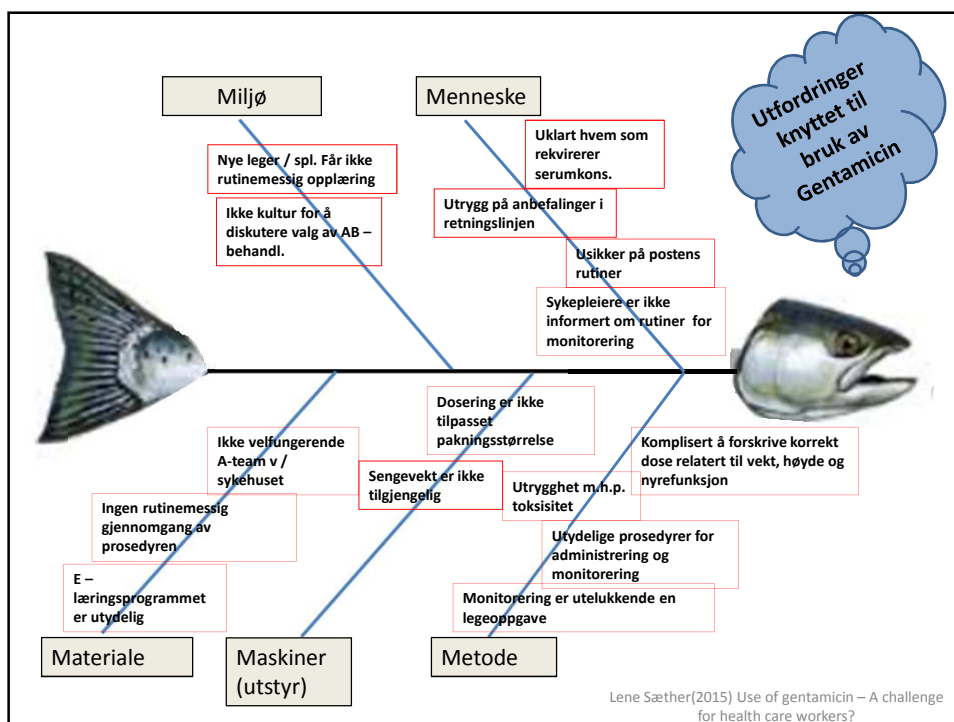 Miljø
Menneske
Utfordringer
knyttet til
bruk av
Gentamicin
Nye leger / spl. Får ikke
rutinemessig opplæring
Ikke kultur for å
diskutere valg av AB –
behandl.
Uklart hvem som
rekvirerer
serumkons.
Utrygg på anbefalinger i
retningslinjen
Usikker på postens
rutiner
Sykepleiere er ikke
informert om rutiner for
monitorering
Dosering er ikke
tilpasset
pakningsstørrelse
Ikke velfungerende
A-team v /
sykehuset
Sengevekt er ikke
tilgjengelig
Komplisert å forskrive korrekt
dose relatert til vekt, høyde og
nyrefunksjon
Utrygghet m.h.p.
toksisitet
Ingen rutinemessig
gjennomgang av
prosedyren
Utydelige prosedyrer for
administrering og
monitorering
E –
læringsprogrammet
er utydelig
Monitorering er utelukkende en
legeoppgave
Materiale
Maskiner
(utstyr)
Metode
Lene Sæther(2015) Use of gentamicin – A challenge
for health care workers?